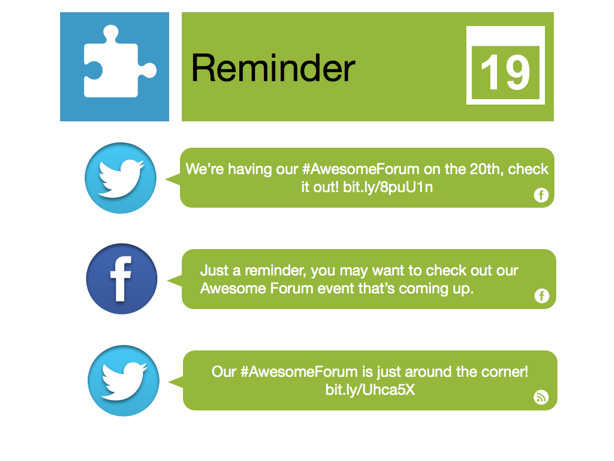 Reminder
19
We're having our #AwesomeForum on the 20th, check
it out! bit.ly/8puU1n
Just a reminder, you may want to check out our
Awesome Forum event that's coming up.
Our #AwesomeForum is just around the corner!
bit.ly/Uhca5X